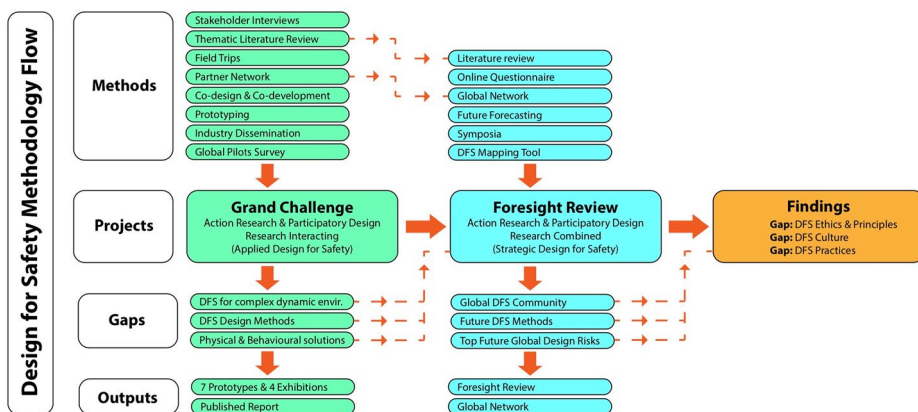 Design for Safety Methodology Flow
Methods
Stakeholder Interviews
Thematic Literature Review
Field Trips
Partner Network
Co-design & Co-development
Prototyping
Industry Dissemination
Global Pilots Survey
Literature review
Online Questionnaire
Global Network
Future Forecasting
Symposia
DFS Mapping Tool
Projects
Grand Challenge
Action Research & Participatory Design
Research Interacting
(Applied Design for Safety)
Foresight Review
Action Research & Participatory Design
Research Combined
(Strategic Design for Safety)
Findings
Gap: DFS Ethics & Principles
Gap: DFS Culture
Gap: DFS Practices
Gaps
DFS for complex dynamic envir.
DFS Design Methods
Physical & Behavioural solutions
Global DFS Community
Future DFS Methods
Top Future Global Design Risks
Outputs
7 Prototypes & 4 Exhibitions
Published Report
Foresight Review
Global Network